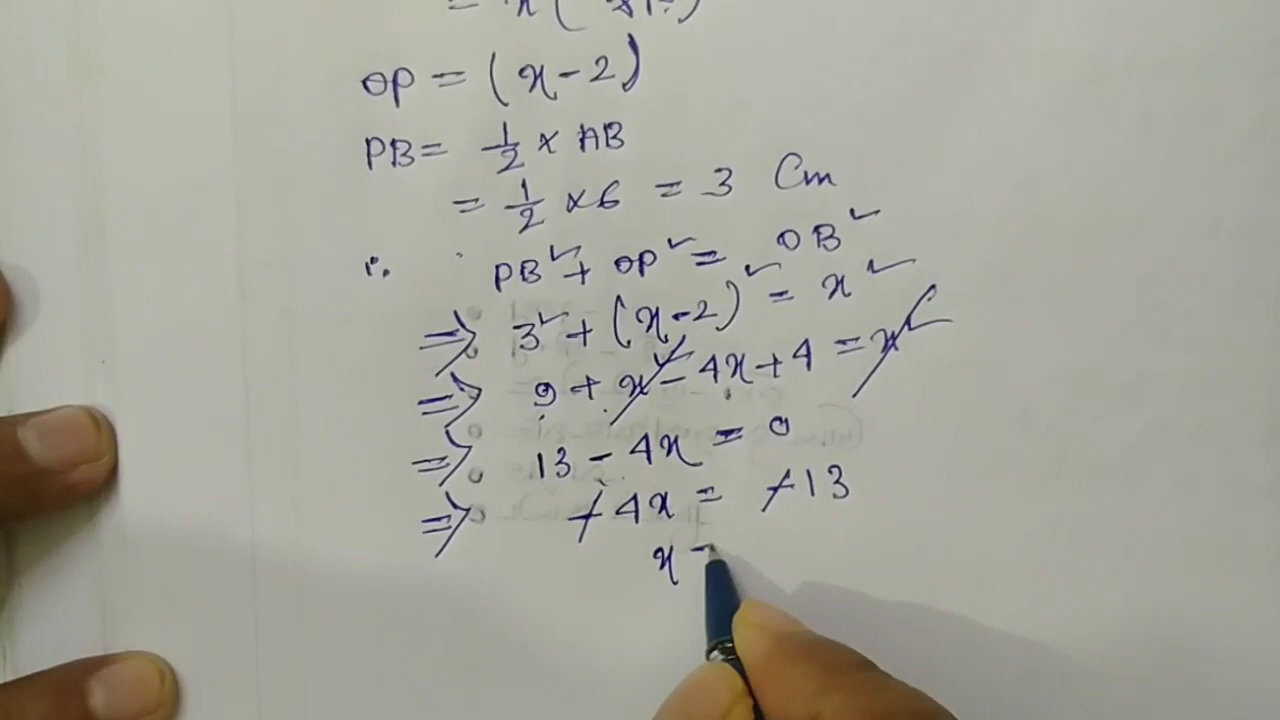 OP = (x-2)
PB = 1/2 × AB
= 1/2 × 6 = 3 Cm
∴ PB² + OP² = OB²
⇒ 3² + (x-2)² = x²
⇒ 9 + x² - 4x + 4 = x²
⇒ 13 - 4x = 0
⇒ -4x = -13
x =